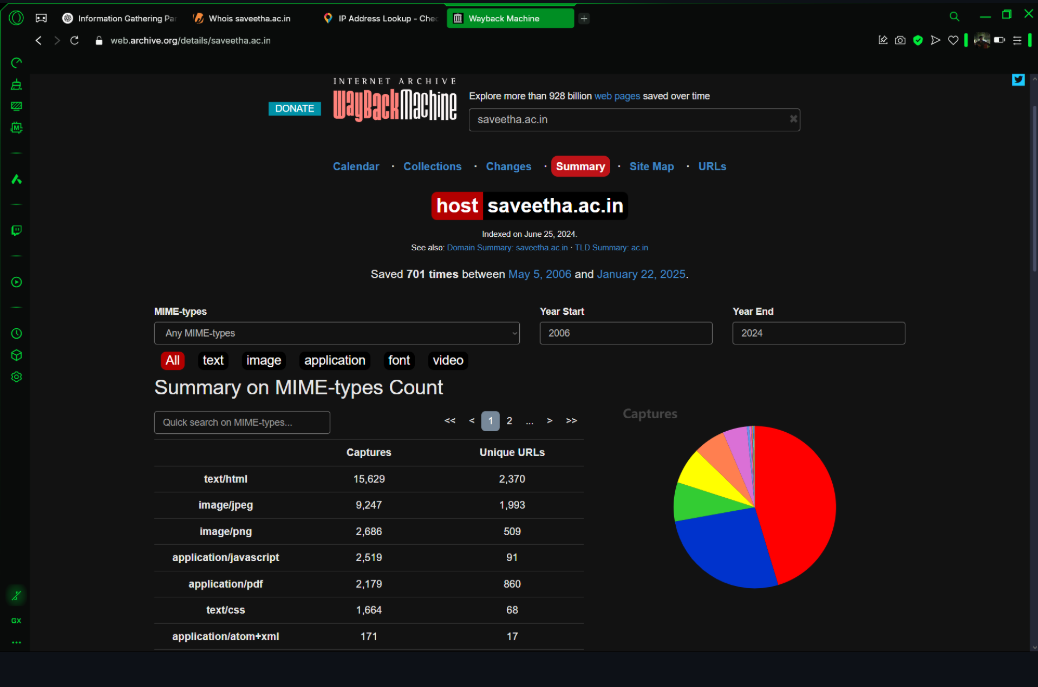 Information Gathering Par
Whois saveetha.ac.in
IP Address Lookup - Chec
Wayback Machine
+
web.archive.org/details/saveetha.ac.in
INTERNET ARCHIVE
WayBackMachine
DONATE
Explore more than 928 billion web pages saved over time
saveetha.ac.in
Calendar · Collections · Changes · Summary · Site Map · URLs
host saveetha.ac.in
Indexed on June 25, 2024.
See also: Domain Summary: saveetha.ac.in · TLD Summary: ac.in
Saved 701 times between May 5, 2006 and January 22, 2025.
MIME-types Year Start Year End
Any MIME-types 2006 2024
All text image application font video
Summary on MIME-types Count
Quick search on MIME-types... << < 1 2 ... > >>
Captures
Captures Unique URLs
text/html 15,629 2,370
image/jpeg 9,247 1,993
image/png 2,686 509
application/javascript 2,519 91
application/pdf 2,179 860
text/css 1,664 68
application/atom+xml 171 17
GX